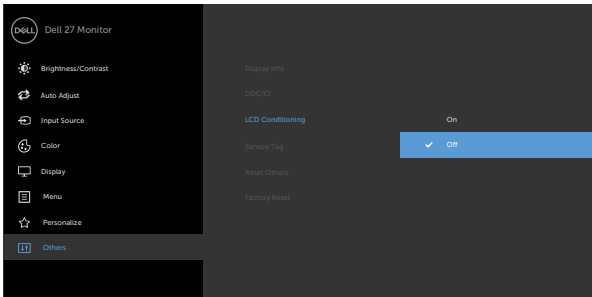 DELL
Dell 27 Monitor
Brightness/Contrast
Auto Adjust
Input Source
Color
Display
Menu
Personalize
Others
Display Info
DDC/CI
LCD Conditioning
Service Tag
Reset Others
Factory Reset
On
Off